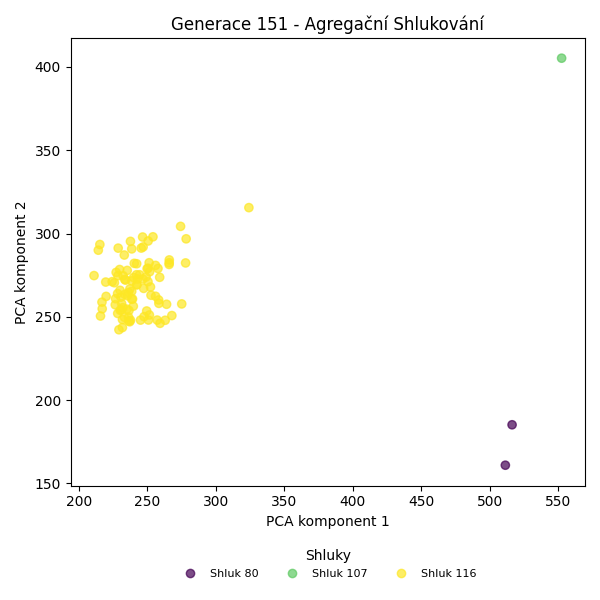 Generace 151 - Agregační Shlukování
400
350
300
250
200
150
PCA komponent 2
200 250 300 350 400 450 500 550
PCA komponent 1
Shluky
Shluk 80 Shluk 107 Shluk 116